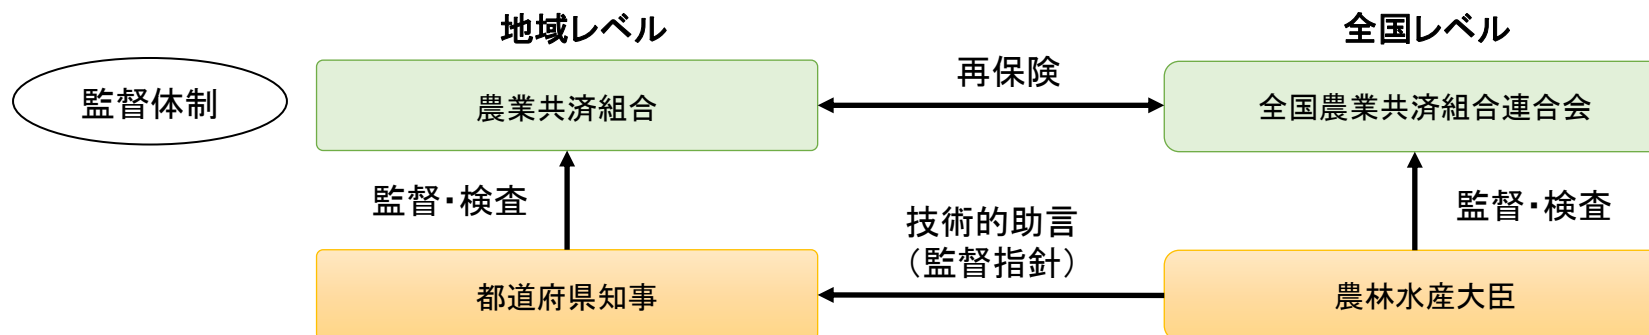 地域レベル
全国レベル
監督体制
農業共済組合
再保険
全国農業共済組合連合会
監督・検査
技術的助言
（監督指針）
監督・検査
都道府県知事
農林水産大臣